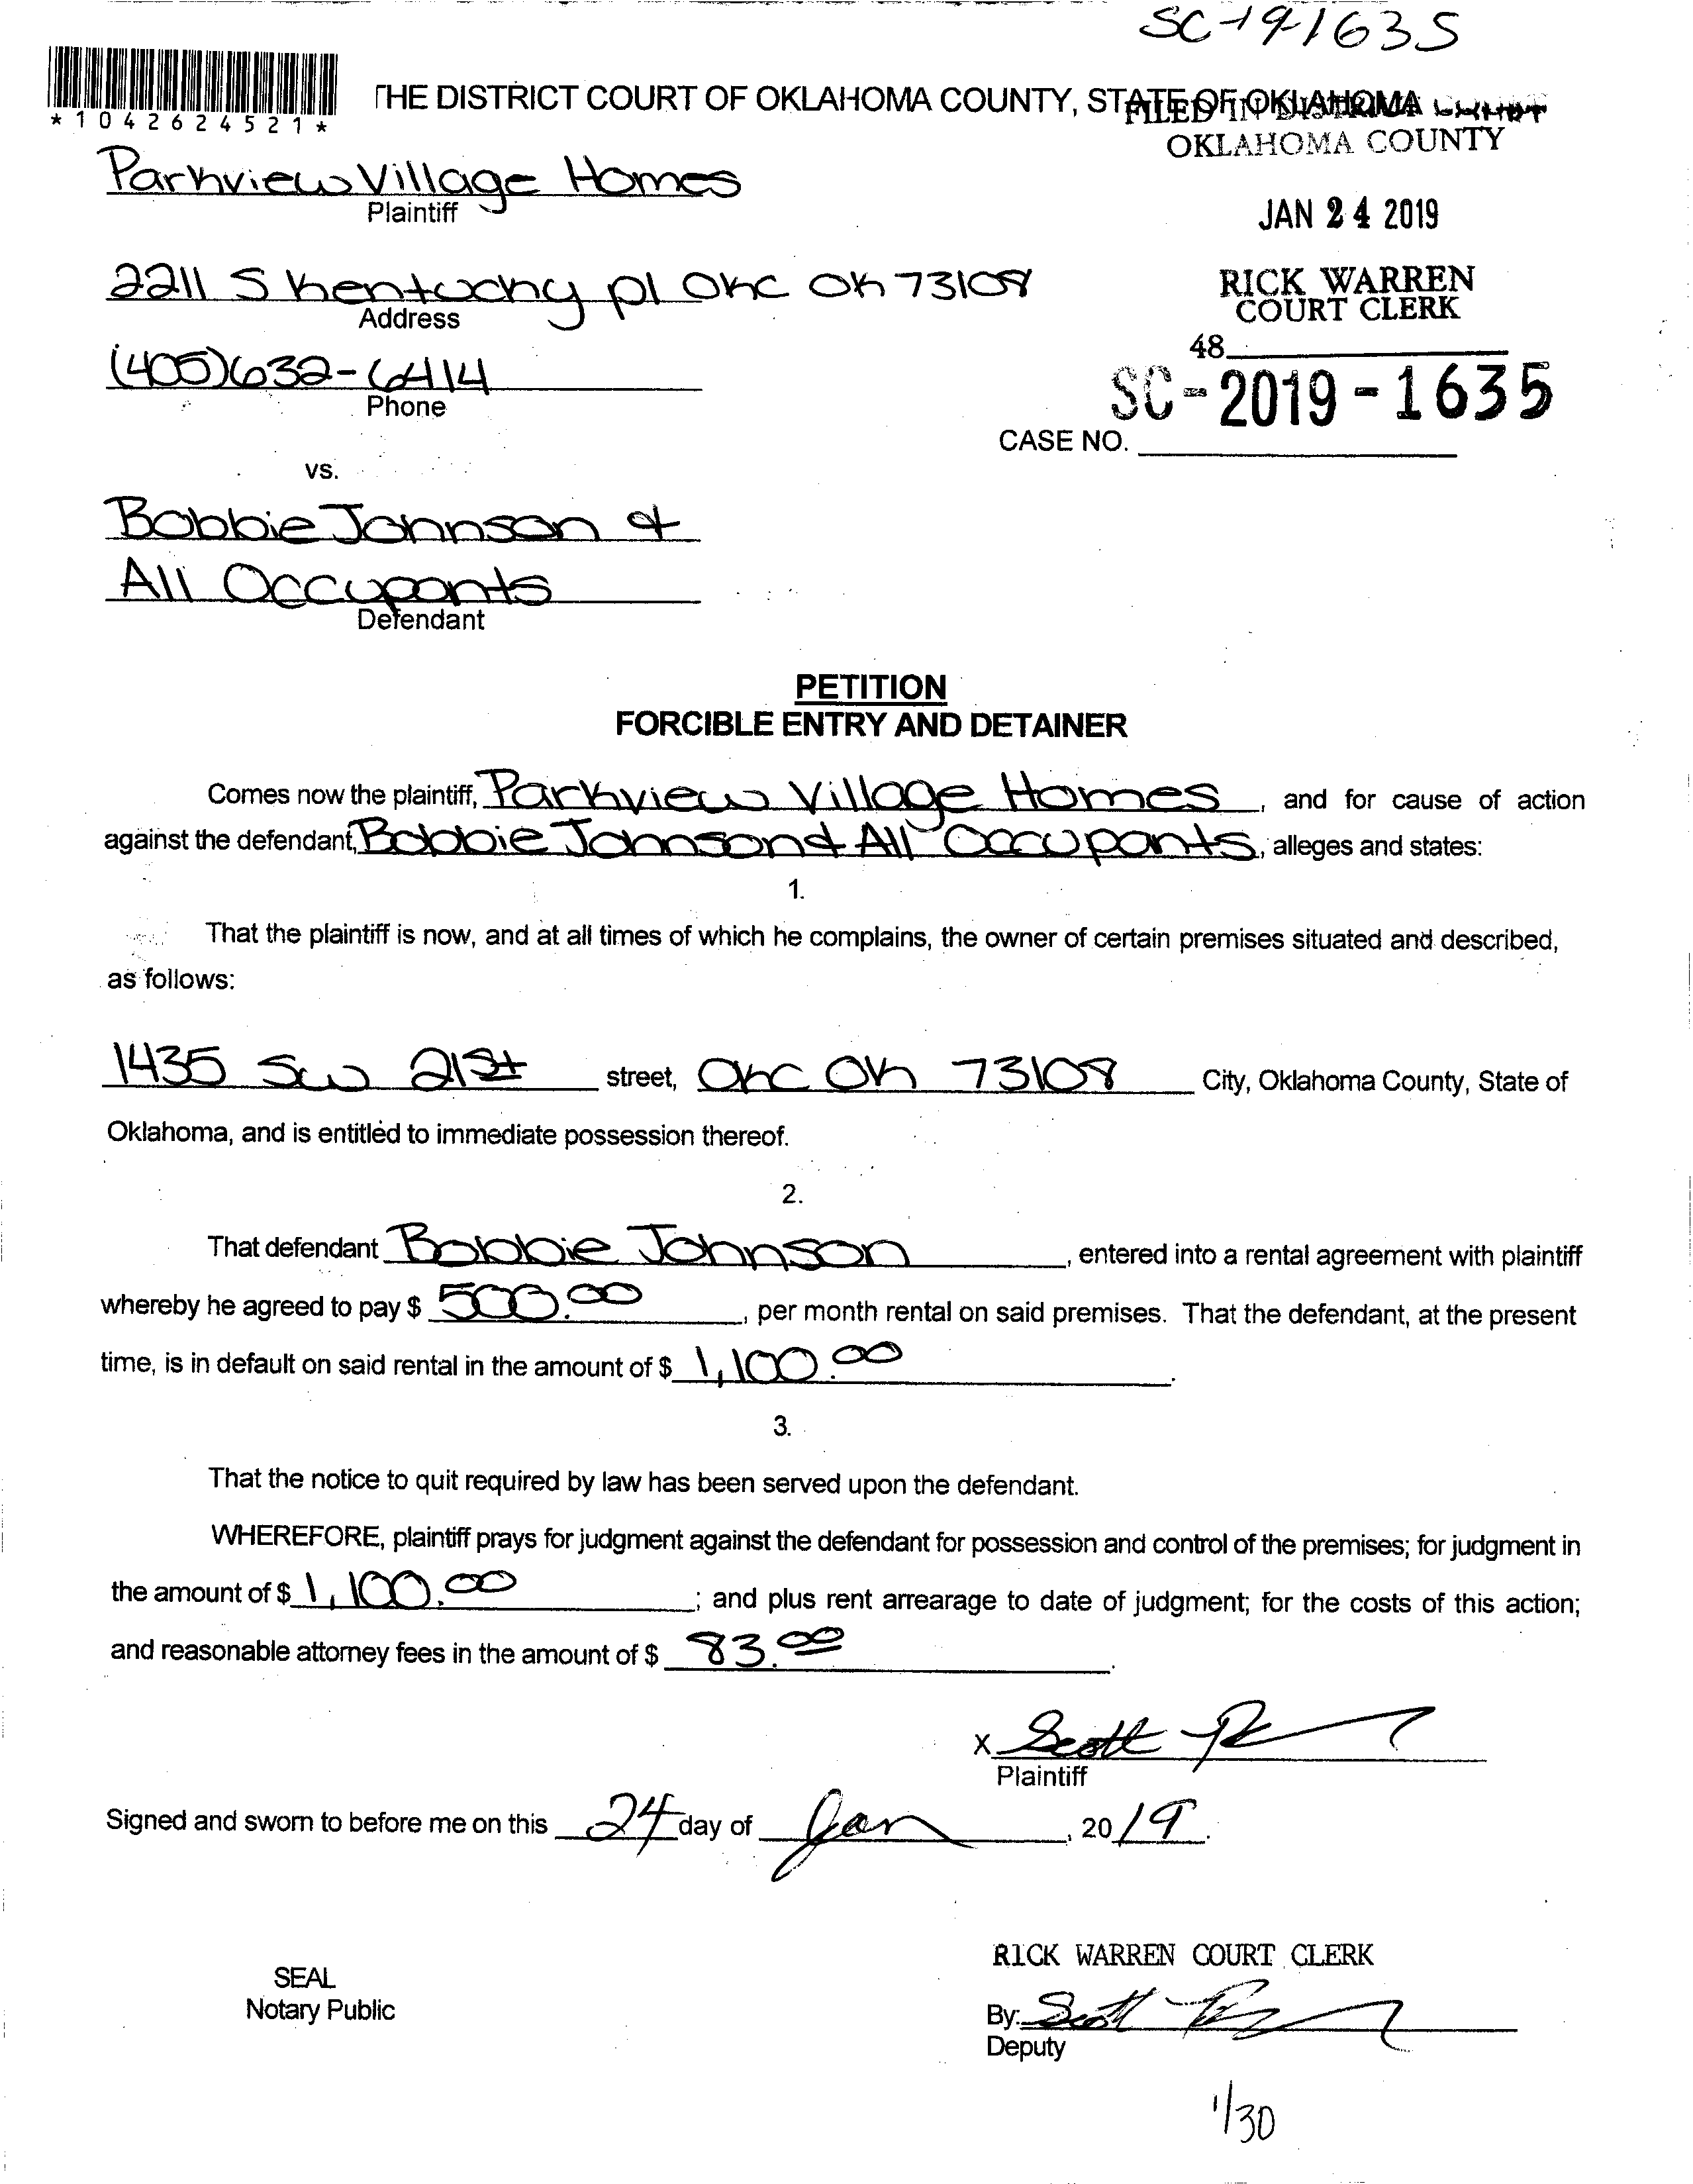 SC-19-1635
*1042624521*
THE DISTRICT COURT OF OKLAHOMA COUNTY, STATE OF OKLAHOMA
FILED IN DISTRICT COURT
OKLAHOMA COUNTY
Parkview Village Homes
Plaintiff
JAN 24 2019
2211 S Kentucky pl OKC OK 73108
Address
RICK WARREN
COURT CLERK
(405)632-6414
Phone
48
SC-2019-1635
CASE NO.
vs.
Bobbie Johnson &
All Occupants
Defendant
PETITION
FORCIBLE ENTRY AND DETAINER
Comes now the plaintiff, Parkview Village Homes, and for cause of action
against the defendant, Bobbie Johnson & All Occupants, alleges and states:
1.
That the plaintiff is now, and at all times of which he complains, the owner of certain premises situated and described,
as follows:
1435 SW 21st street, OKC OK 73108 City, Oklahoma County, State of
Oklahoma, and is entitled to immediate possession thereof.
2.
That defendant Bobbie Johnson, entered into a rental agreement with plaintiff
whereby he agreed to pay $ 500.00, per month rental on said premises. That the defendant, at the present
time, is in default on said rental in the amount of $ 1,100.00.
3.
That the notice to quit required by law has been served upon the defendant.
WHEREFORE, plaintiff prays for judgment against the defendant for possession and control of the premises; for judgment in
the amount of $ 1,100.00; and plus rent arrearage to date of judgment; for the costs of this action;
and reasonable attorney fees in the amount of $ 83.00.
X Scott
Plaintiff
Signed and sworn to before me on this 24 day of Jan, 2019.
RICK WARREN COURT CLERK
SEAL
Notary Public
By: Scott
Deputy
1/30